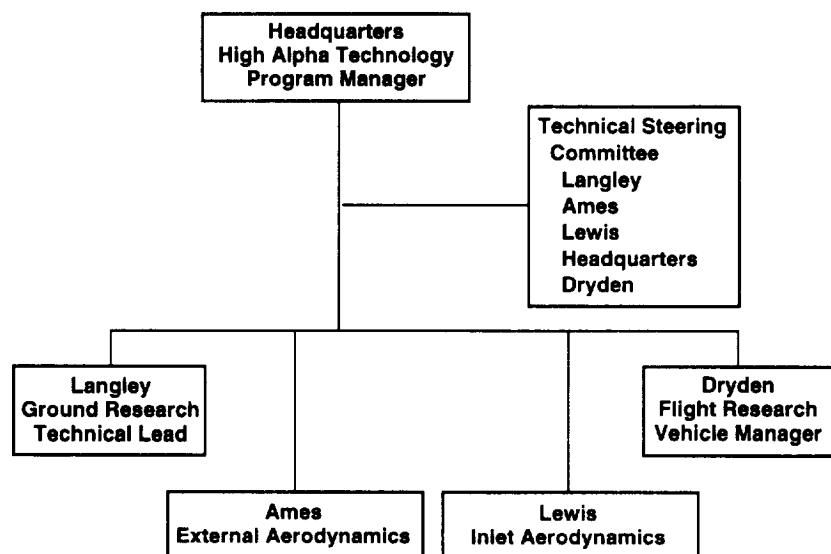 Headquarters
High Alpha Technology
Program Manager
Technical Steering
Committee
Langley
Ames
Lewis
Headquarters
Dryden
Langley
Ground Research
Technical Lead
Dryden
Flight Research
Vehicle Manager
Ames
External Aerodynamics
Lewis
Inlet Aerodynamics